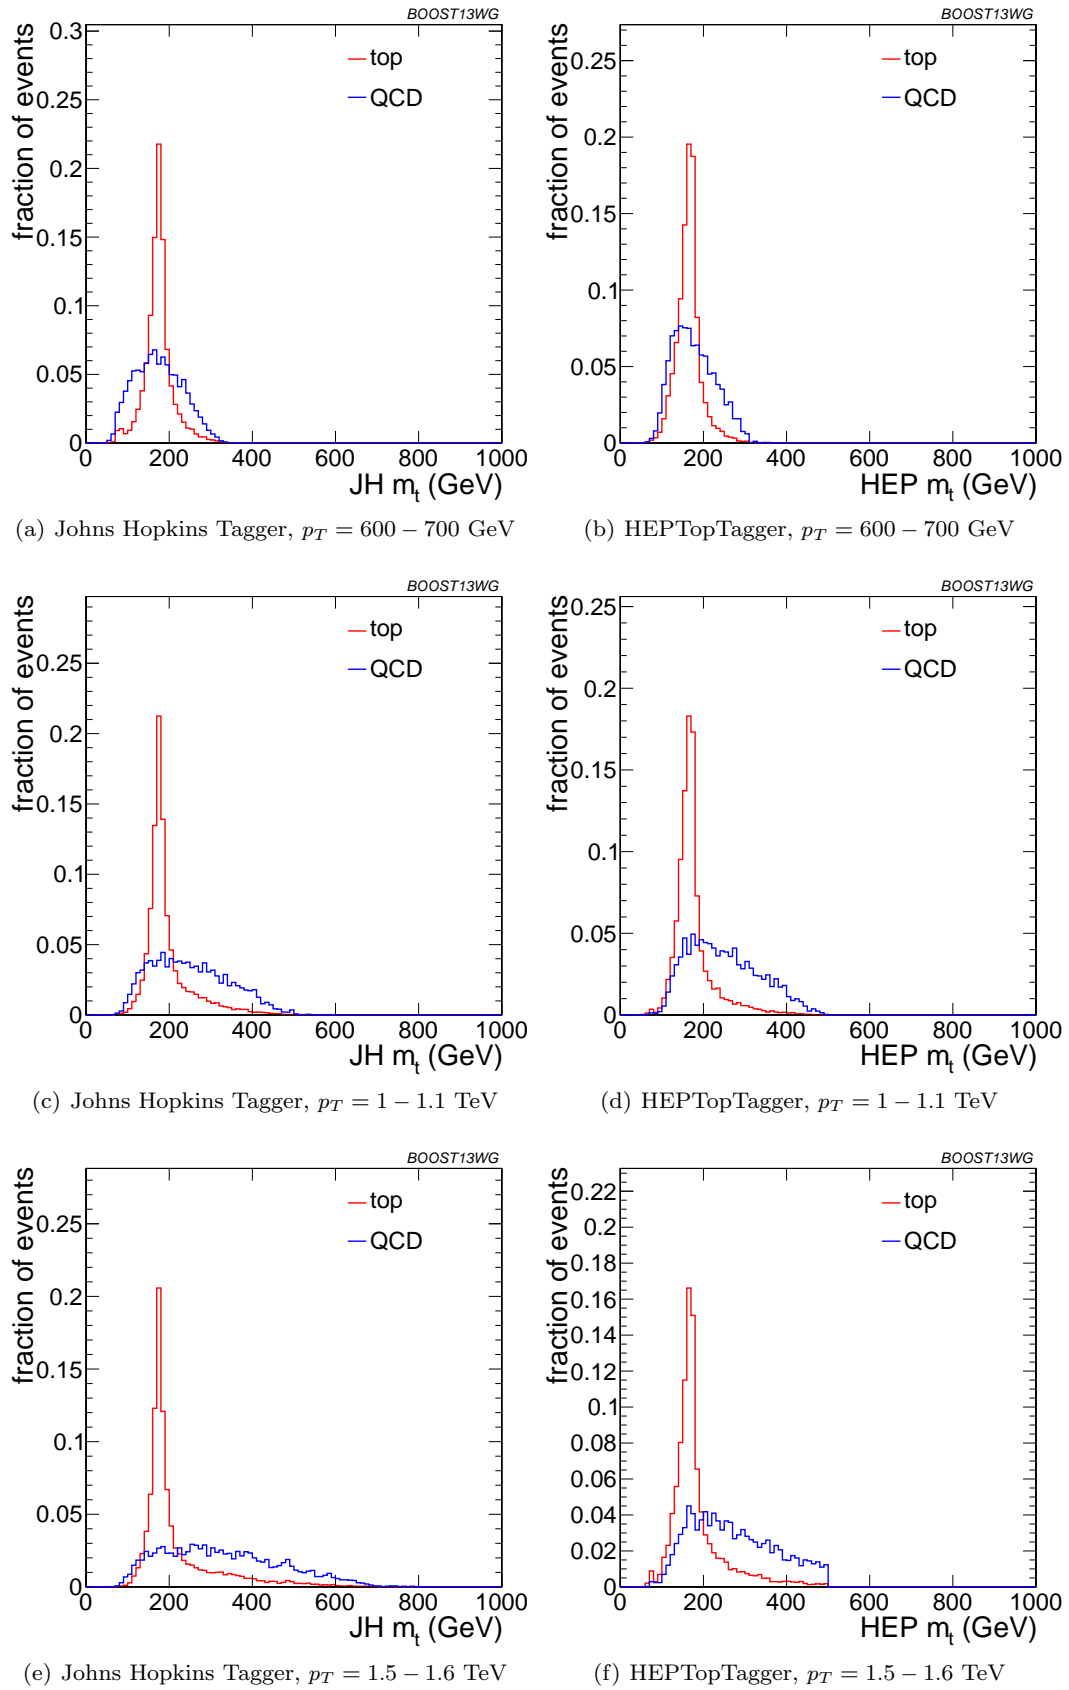 BOOST13WG
fraction of events
0.3
0.25
0.2
0.15
0.1
0.05
0
top
QCD
0 200 400 600 800 1000
JH m_t (GeV)
(a) Johns Hopkins Tagger, p_T = 600 − 700 GeV
BOOST13WG
fraction of events
0.25
0.2
0.15
0.1
0.05
0
top
QCD
0 200 400 600 800 1000
HEP m_t (GeV)
(b) HEPTopTagger, p_T = 600 − 700 GeV
BOOST13WG
fraction of events
0.25
0.2
0.15
0.1
0.05
0
top
QCD
0 200 400 600 800 1000
JH m_t (GeV)
(c) Johns Hopkins Tagger, p_T = 1 − 1.1 TeV
BOOST13WG
fraction of events
0.25
0.2
0.15
0.1
0.05
0
top
QCD
0 200 400 600 800 1000
HEP m_t (GeV)
(d) HEPTopTagger, p_T = 1 − 1.1 TeV
BOOST13WG
fraction of events
0.25
0.2
0.15
0.1
0.05
0
top
QCD
0 200 400 600 800 1000
JH m_t (GeV)
(e) Johns Hopkins Tagger, p_T = 1.5 − 1.6 TeV
BOOST13WG
fraction of events
0.22
0.2
0.18
0.16
0.14
0.12
0.1
0.08
0.06
0.04
0.02
0
top
QCD
0 200 400 600 800 1000
HEP m_t (GeV)
(f) HEPTopTagger, p_T = 1.5 − 1.6 TeV